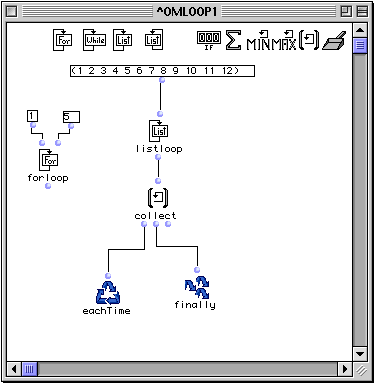 ^OMLOOP1
For While List List 000 If Σ MIN MAX
(1 2 3 4 5 6 7 8 9 10 11 12)
1 5
List
listloop
For
forloop
collect
eachTime
finally